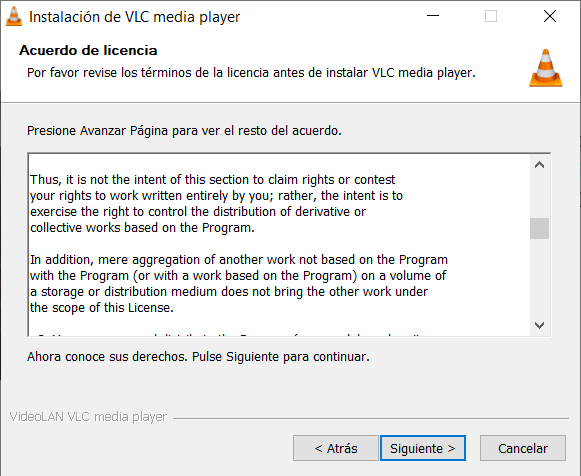 Instalación de VLC media player
Acuerdo de licencia
Por favor revise los términos de la licencia antes de instalar VLC media player.
Presione Avanzar Página para ver el resto del acuerdo.
Thus, it is not the intent of this section to claim rights or contest
your rights to work written entirely by you; rather, the intent is to
exercise the right to control the distribution of derivative or
collective works based on the Program.
In addition, mere aggregation of another work not based on the Program
with the Program (or with a work based on the Program) on a volume of
a storage or distribution medium does not bring the other work under
the scope of this License.
Ahora conoce sus derechos. Pulse Siguiente para continuar.
VideoLAN VLC media player
< Atrás
Siguiente >
Cancelar